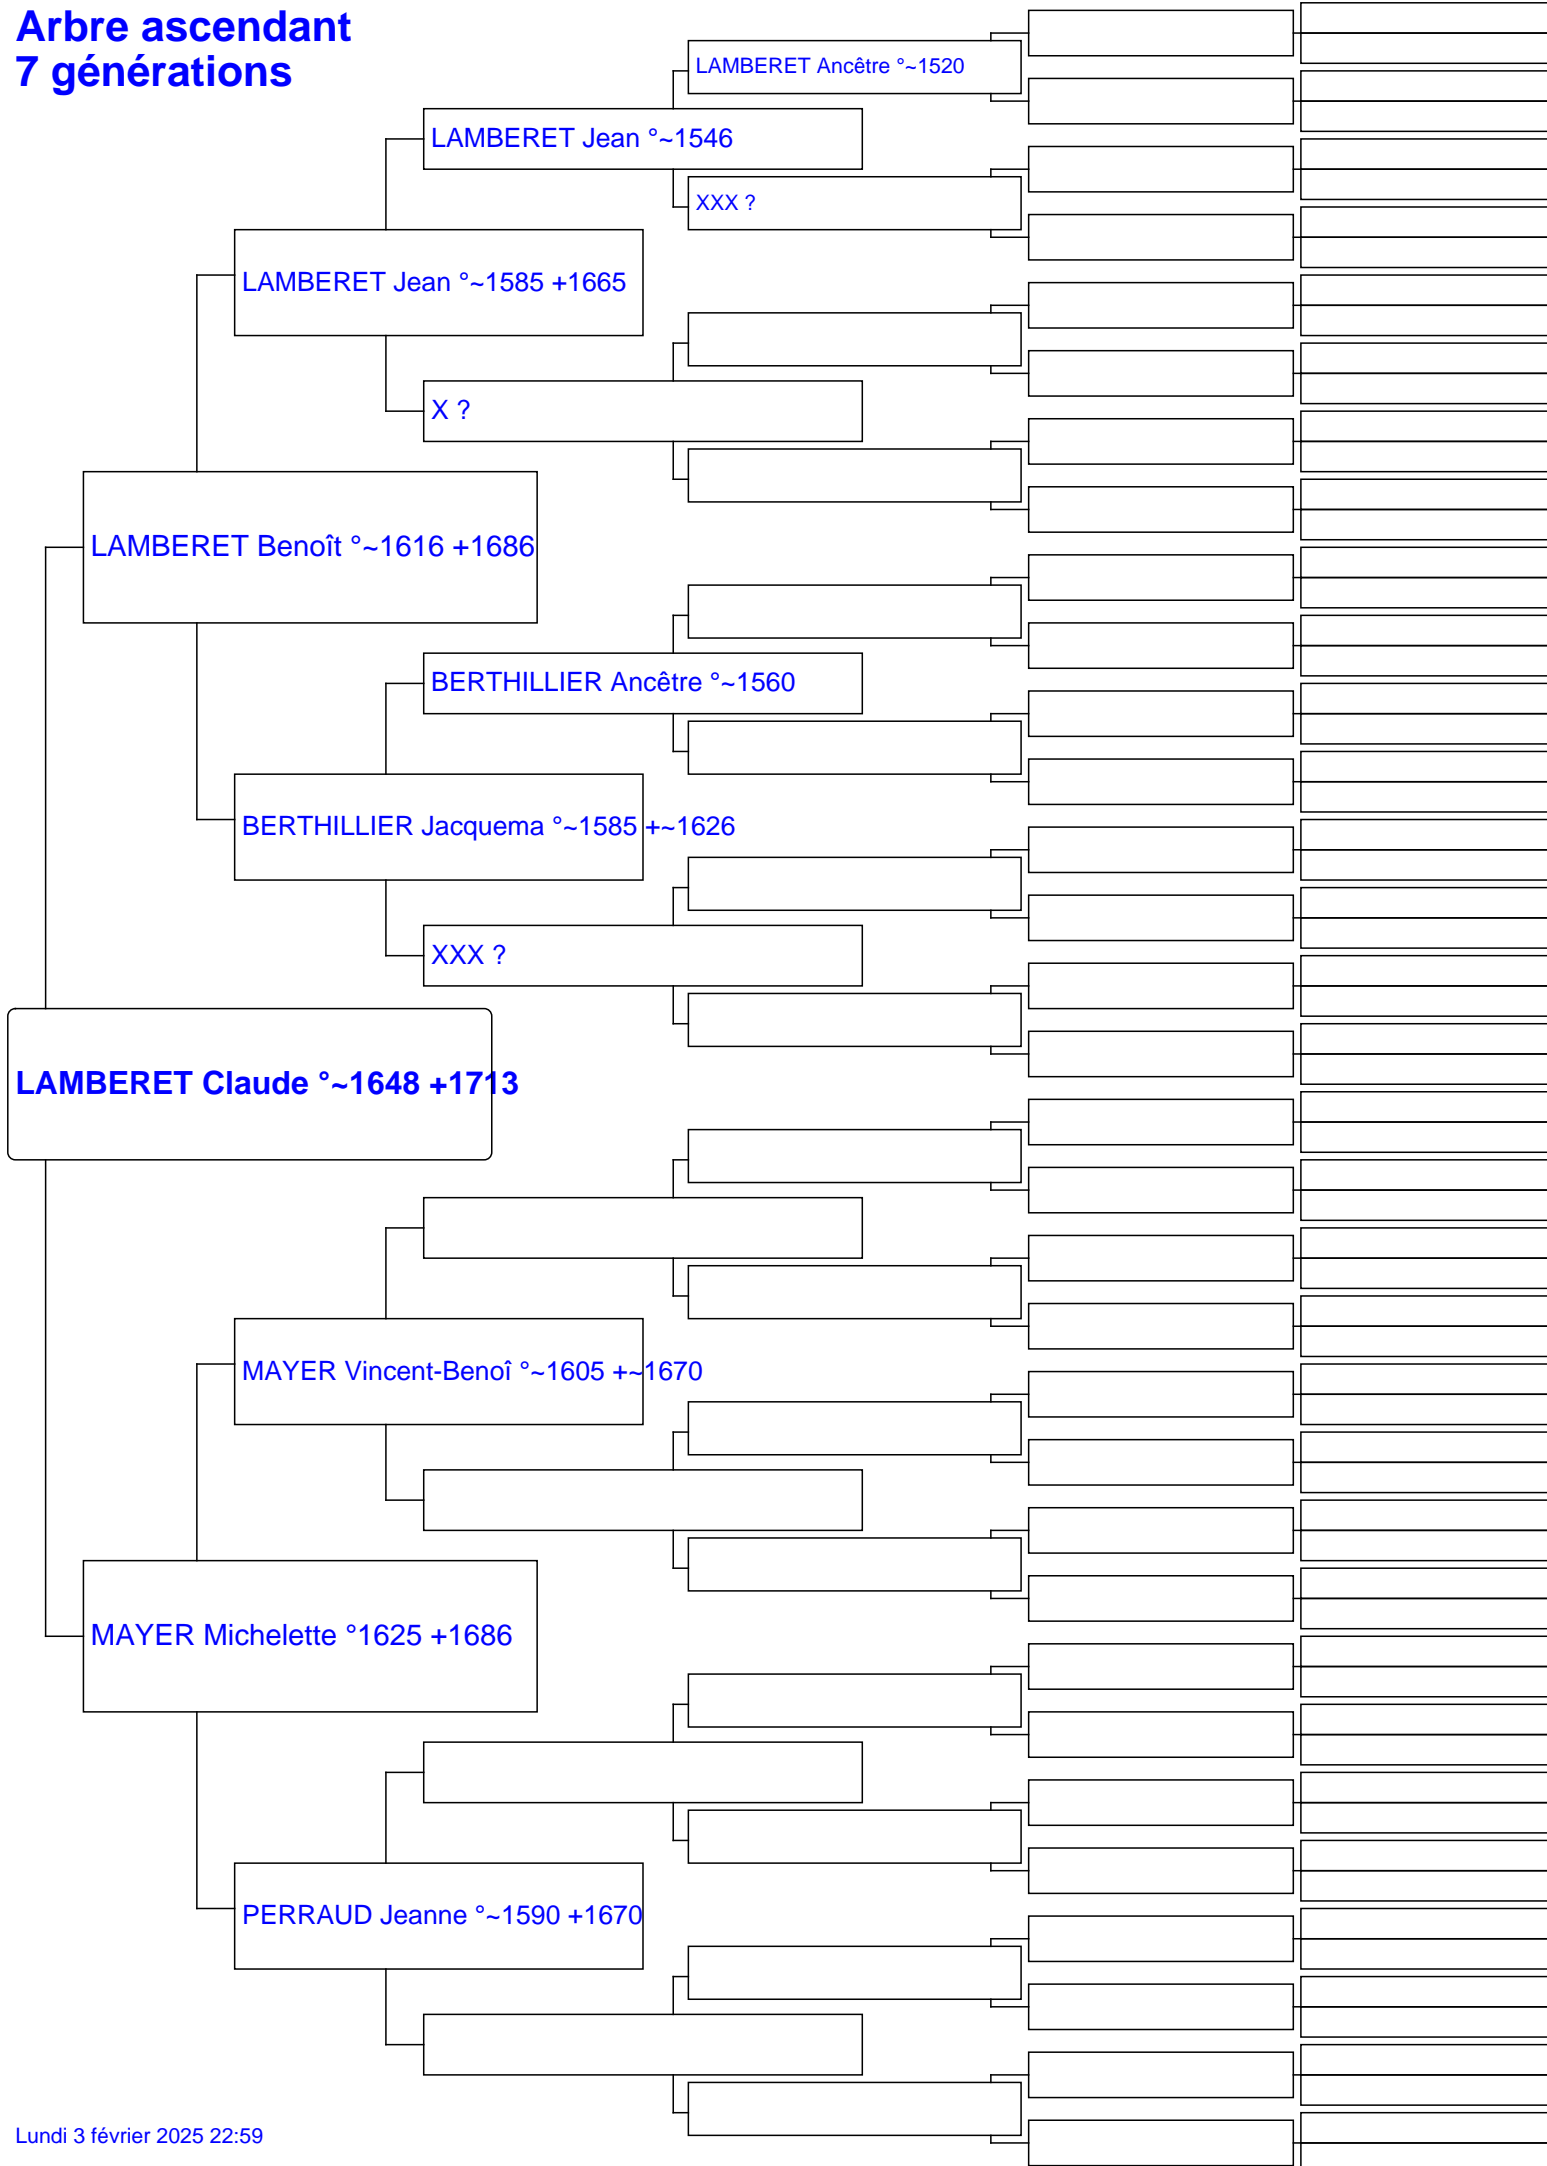 Arbre ascendant
7 générations
LAMBERET Ancêtre °~1520
LAMBERET Jean °~1546
XXX ?
LAMBERET Jean °~1585 +1665
X ?
LAMBERET Benoît °~1616 +1686
BERTHILLIER Ancêtre °~1560
BERTHILLIER Jacquema °~1585 +~1626
XXX ?
LAMBERET Claude °~1648 +1713
MAYER Vincent-Benoî °~1605 +~1670
MAYER Michelette °1625 +1686
PERRAUD Jeanne °~1590 +1670
Lundi 3 février 2025 22:59